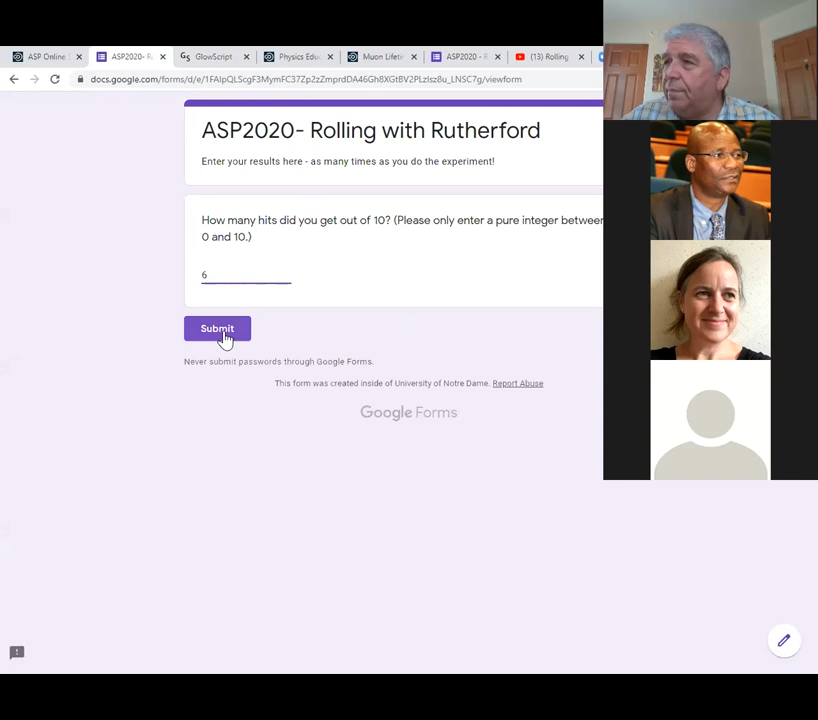 ASP Online
ASP2020- R
GlowScript
Physics Edu
Muon Lifeti
ASP2020 - R
(13) Rolling
docs.google.com/forms/d/e/1FAIpQLScgF3MymFC37Zp2zZmprdDA46Gh8XGtBV2PLzIsz8u_LNSC7g/viewform
ASP2020- Rolling with Rutherford
Enter your results here - as many times as you do the experiment!
How many hits did you get out of 10? (Please only enter a pure integer between
0 and 10.)
6
Submit
Never submit passwords through Google Forms.
This form was created inside of University of Notre Dame. Report Abuse
Google Forms